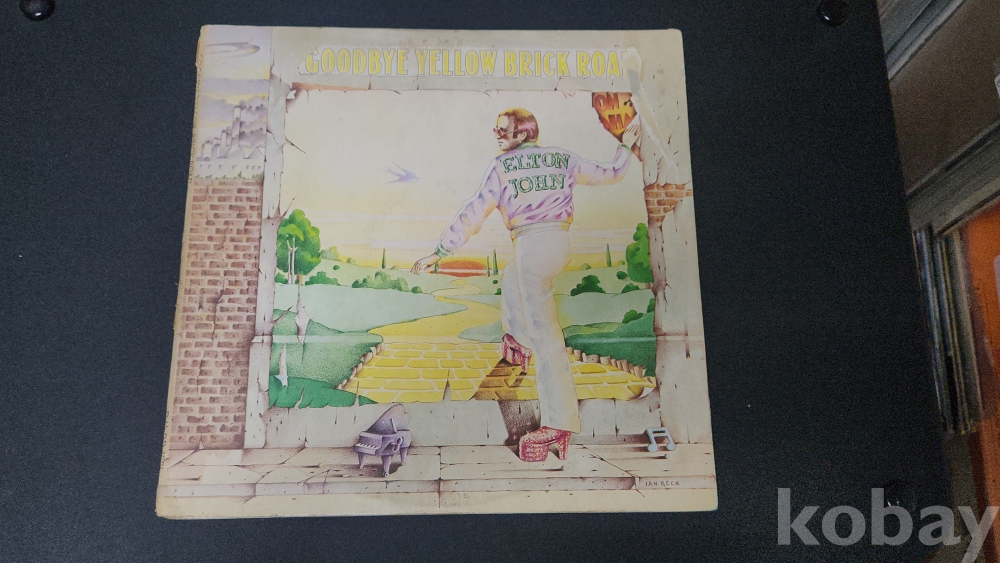 GOODBYE YELLOW BRICK ROA
ELTON
JOHN
IAN BECK
kobay